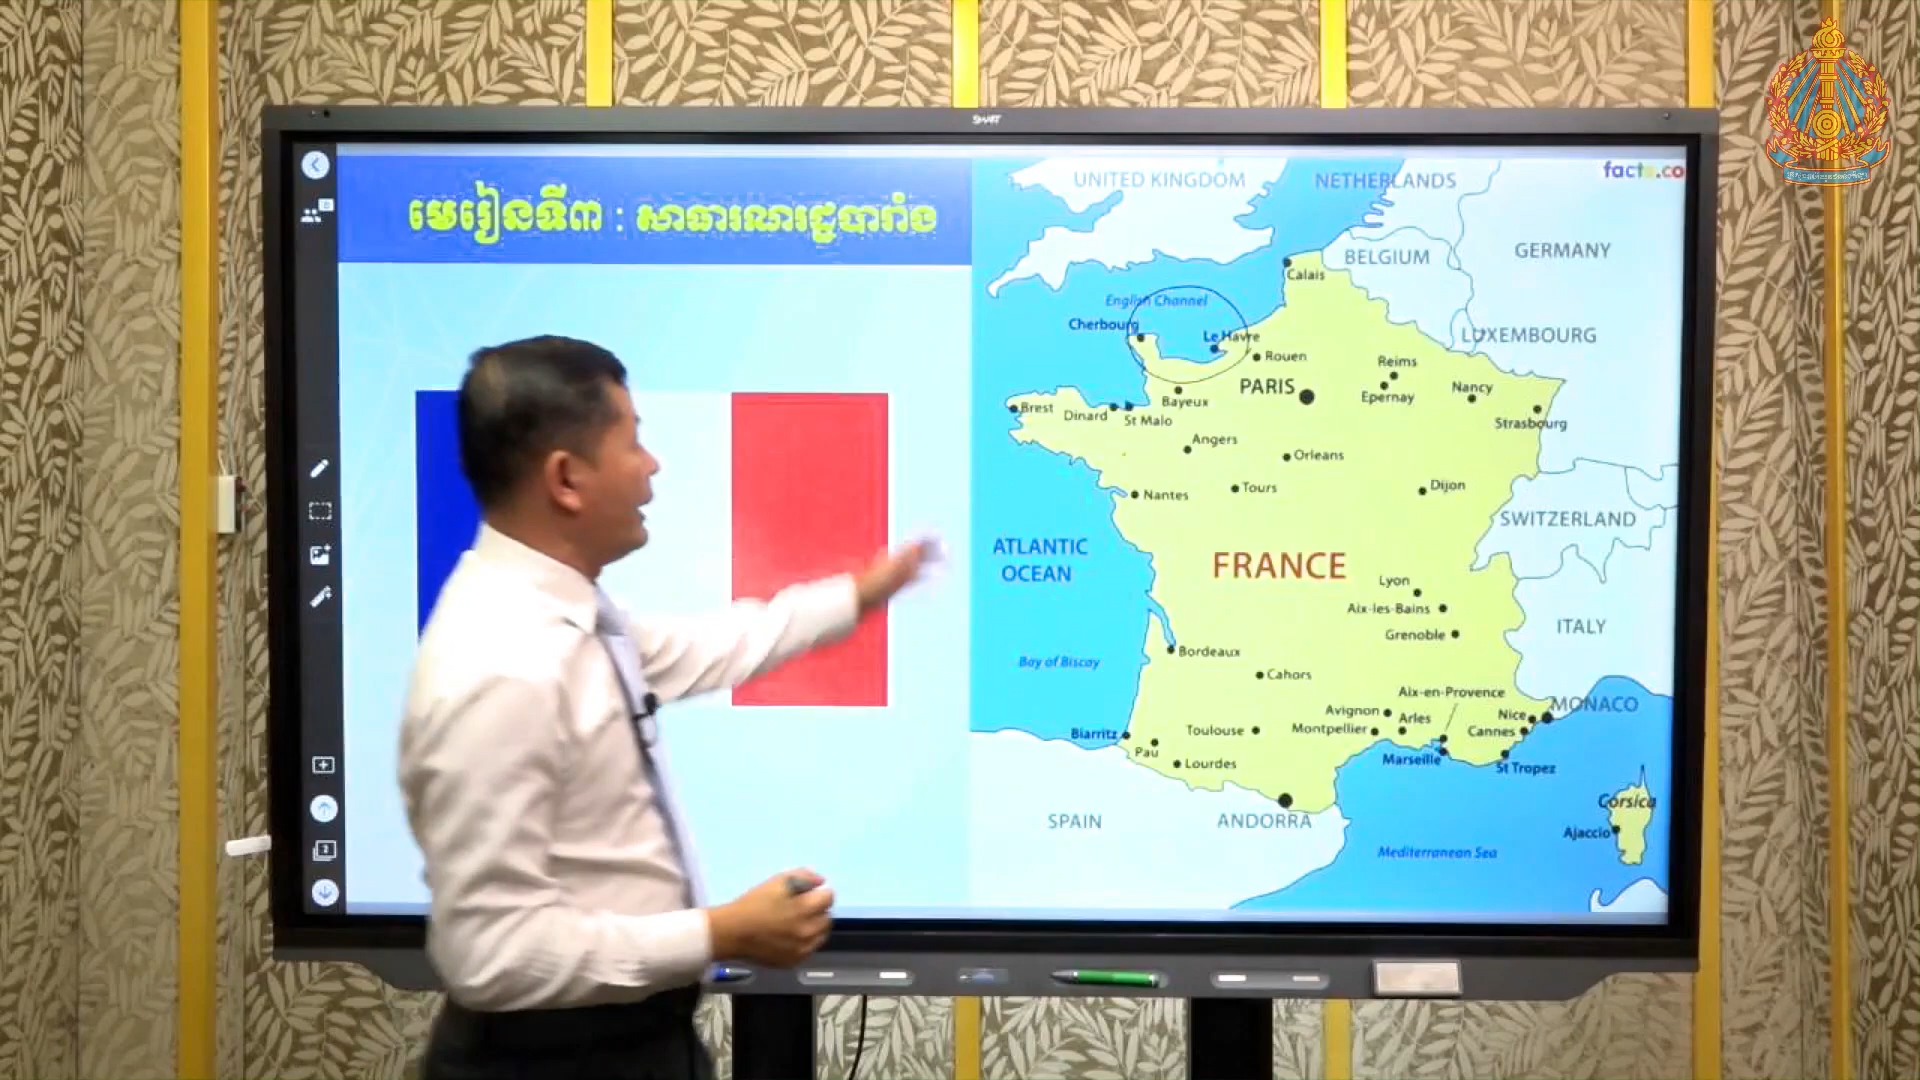 SMART
មេរៀនទី៣ : សាធារណរដ្ឋបារាំង
facts.co
UNITED KINGDOM
NETHERLANDS
GERMANY
BELGIUM
Calais
English Channel
Cherbourg
Le Havre
LUXEMBOURG
Rouen
Reims
PARIS
Epernay
Nancy
Brest
Dinard
St Malo
Bayeux
Strasbourg
Angers
Orleans
Nantes
Tours
Dijon
SWITZERLAND
ATLANTIC
OCEAN
FRANCE
Lyon
Aix-les-Bains
Grenoble
ITALY
Bordeaux
Bay of Biscay
Cahors
Aix-en-Provence
MONACO
Avignon
Arles
Nice
Montpellier
Cannes
Toulouse
Biarritz
Pau
Lourdes
Marseille
St Tropez
SPAIN
ANDORRA
Corsica
Ajaccio
Mediterranean Sea
2